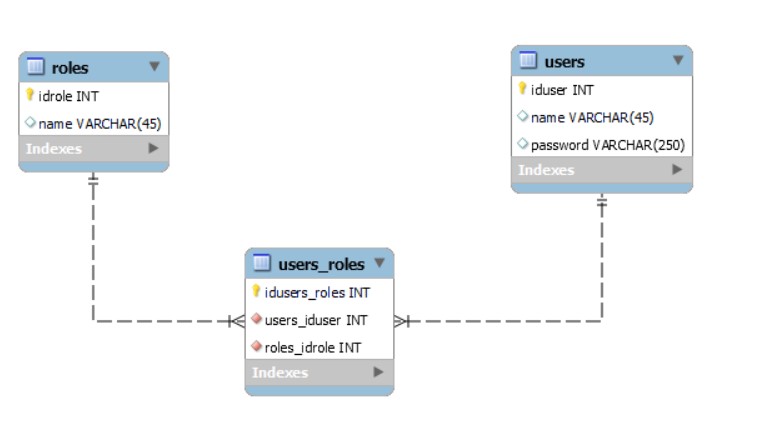 roles
idrole INT
name VARCHAR(45)
Indexes
users
iduser INT
name VARCHAR(45)
password VARCHAR(250)
Indexes
users_roles
idusers_roles INT
users_iduser INT
roles_idrole INT
Indexes